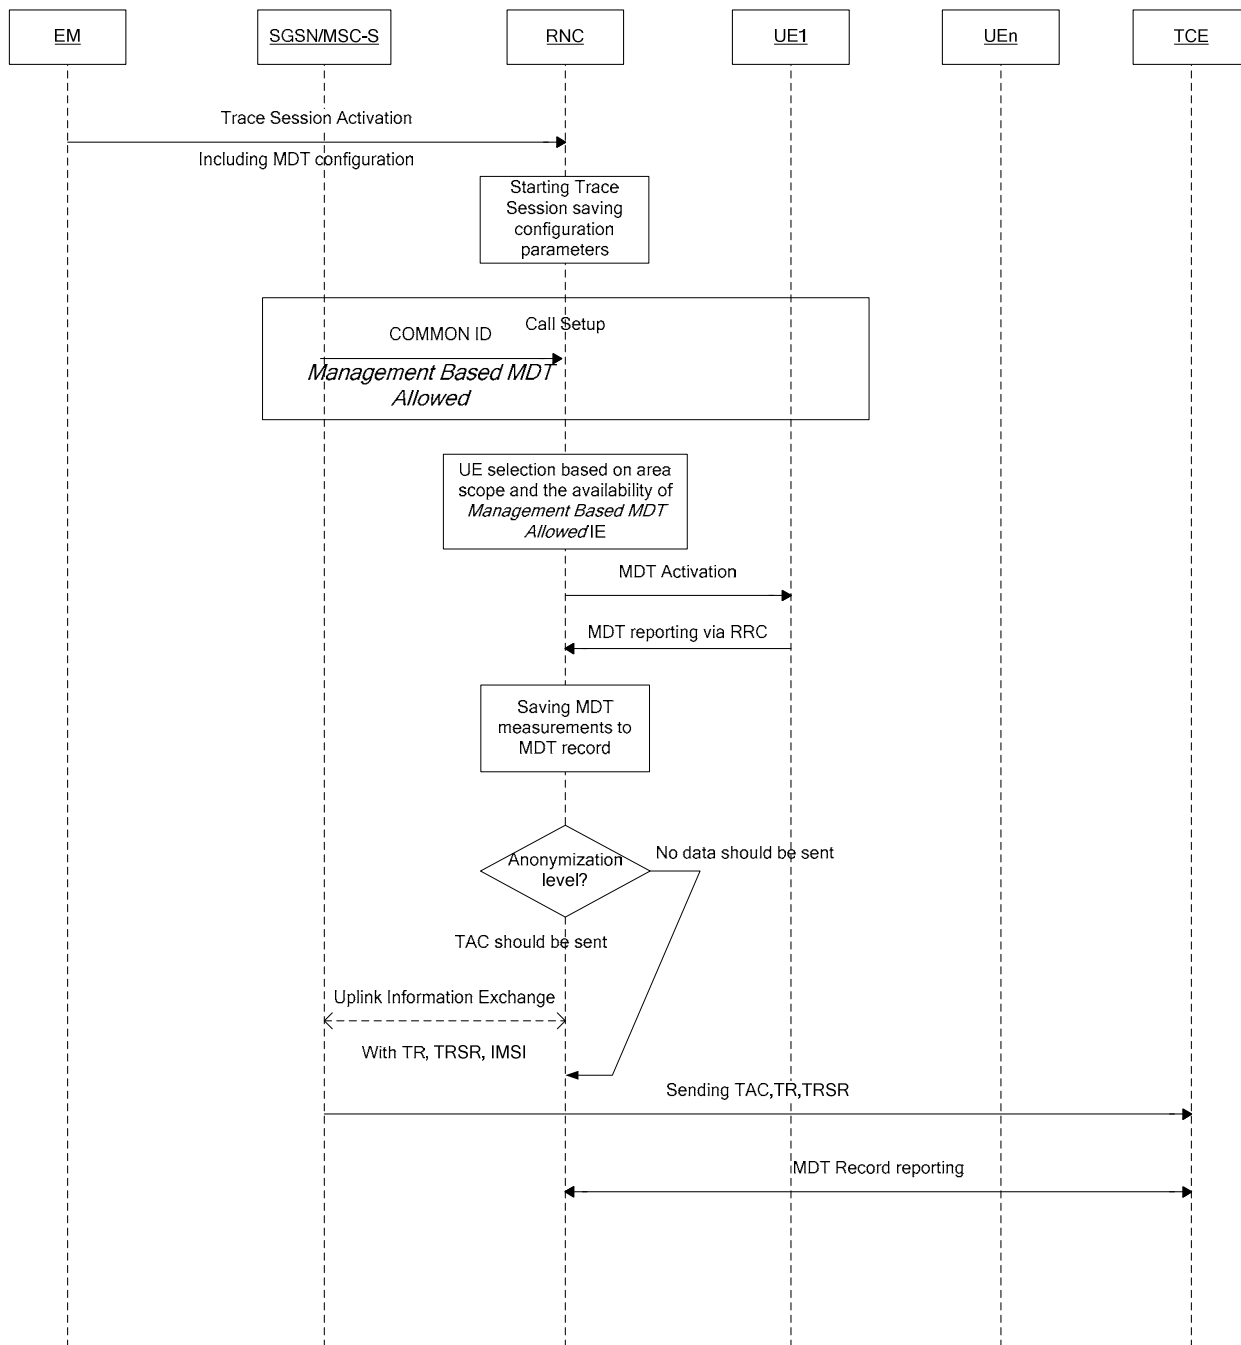 EM
SGSN/MSC-S
RNC
UE1
UEn
TCE
Trace Session Activation
Including MDT configuration
Starting Trace
Session saving
configuration
parameters
Call Setup
COMMON ID
Management Based MDT
Allowed
UE selection based on area
scope and the availability of
Management Based MDT
Allowed IE
MDT Activation
MDT reporting via RRC
Saving MDT
measurements to
MDT record
Anonymization
level?
No data should be sent
TAC should be sent
Uplink Information Exchange
With TR, TRSR, IMSI
Sending TAC,TR,TRSR
MDT Record reporting